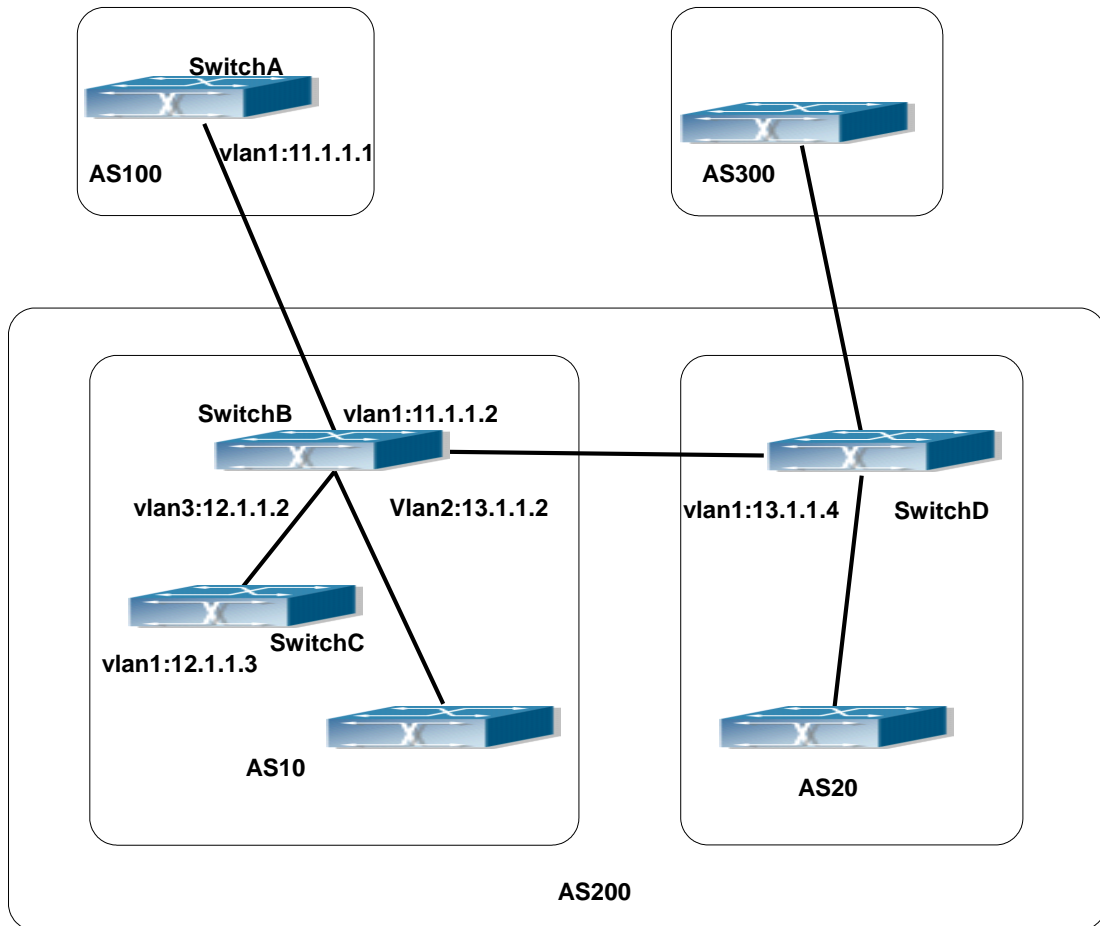 SwitchA
vlan1:11.1.1.1
AS100
AS300
SwitchB
vlan1:11.1.1.2
vlan3:12.1.1.2
Vlan2:13.1.1.2
vlan1:13.1.1.4
SwitchD
SwitchC
vlan1:12.1.1.3
AS10
AS20
AS200